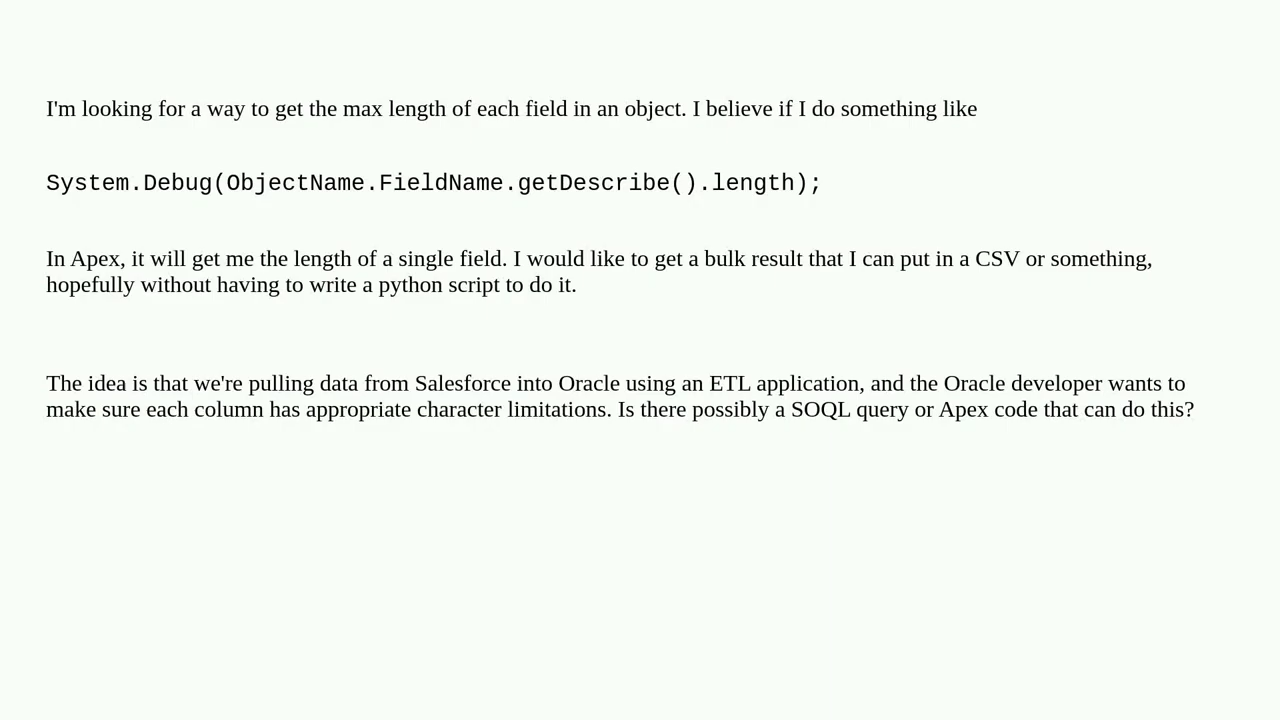 I'm looking for a way to get the max length of each field in an object. I believe if I do something like
System.Debug(ObjectName.FieldName.getDescribe().length);
In Apex, it will get me the length of a single field. I would like to get a bulk result that I can put in a CSV or something,
hopefully without having to write a python script to do it.
The idea is that we're pulling data from Salesforce into Oracle using an ETL application, and the Oracle developer wants to
make sure each column has appropriate character limitations. Is there possibly a SOQL query or Apex code that can do this?